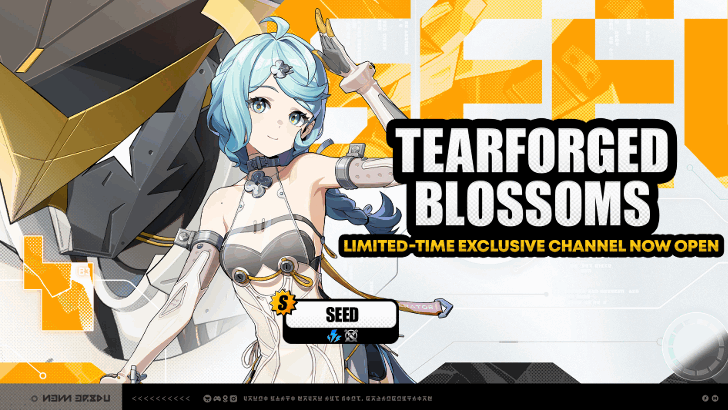 TEARFORGED
BLOSSOMS
LIMITED-TIME EXCLUSIVE CHANNEL NOW OPEN
S
SEED